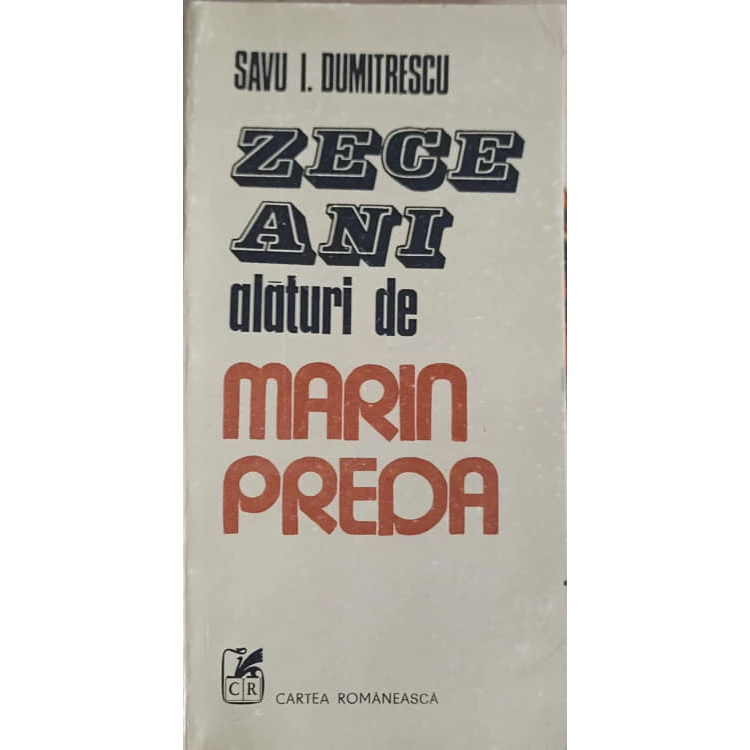 SAVU I. DUMITRESCU
ZECE
ANI
alături de
MARIN
PREDA
CR
CARTEA ROMÂNEASCĂ